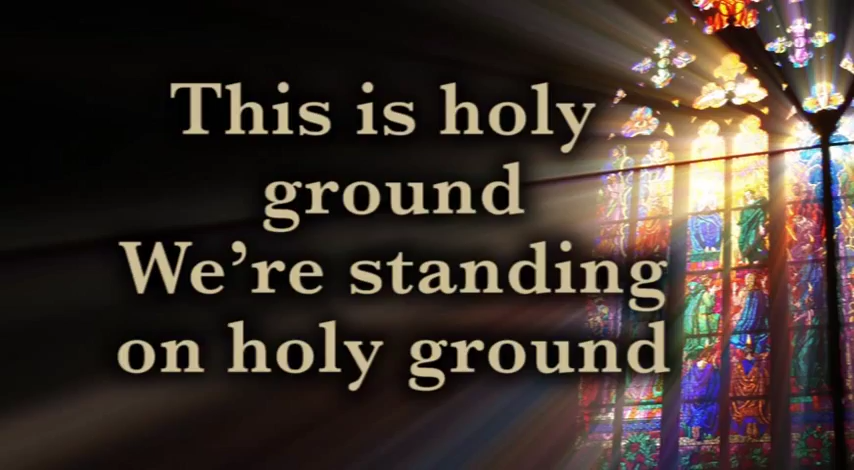 This is holy
ground
We’re standing
on holy ground